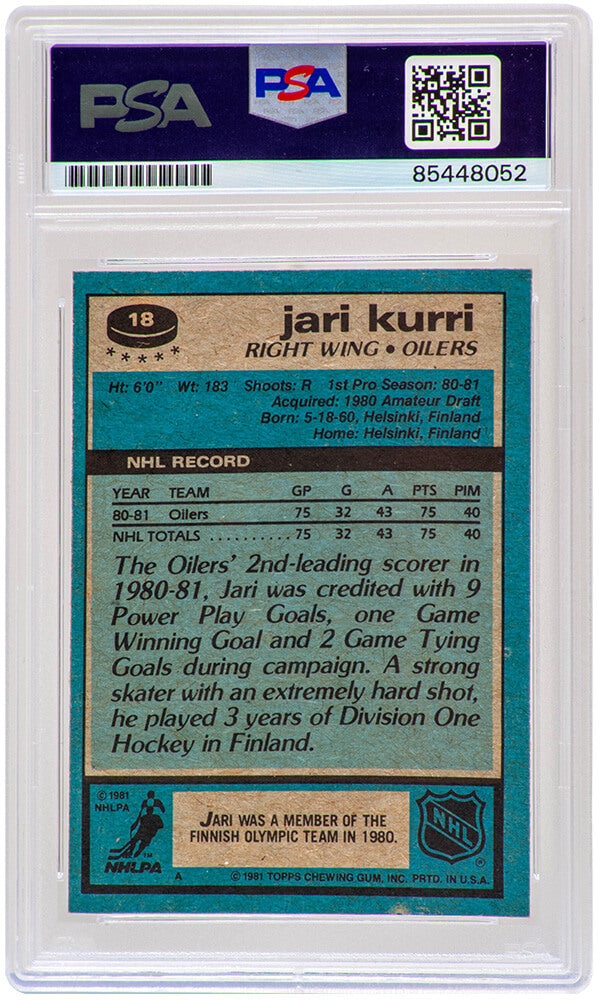 PSA
PSA
85448052
18
jari kurri
RIGHT WING • OILERS
Ht: 6'0" Wt: 183 Shoots: R 1st Pro Season: 80-81
Acquired: 1980 Amateur Draft
Born: 5-18-60, Helsinki, Finland
Home: Helsinki, Finland
NHL RECORD
YEAR TEAM GP G A PTS PIM
80-81 Oilers 75 32 43 75 40
NHL TOTALS .......... 75 32 43 75 40
The Oilers' 2nd-leading scorer in
1980-81, Jari was credited with 9
Power Play Goals, one Game
Winning Goal and 2 Game Tying
Goals during campaign. A strong
skater with an extremely hard shot,
he played 3 years of Division One
Hockey in Finland.
© 1981
NHLPA
NHLPA
TM
JARI WAS A MEMBER OF THE
FINNISH OLYMPIC TEAM IN 1980.
NHL
®
A © 1981 TOPPS CHEWING GUM, INC. PRTD. IN U.S.A.